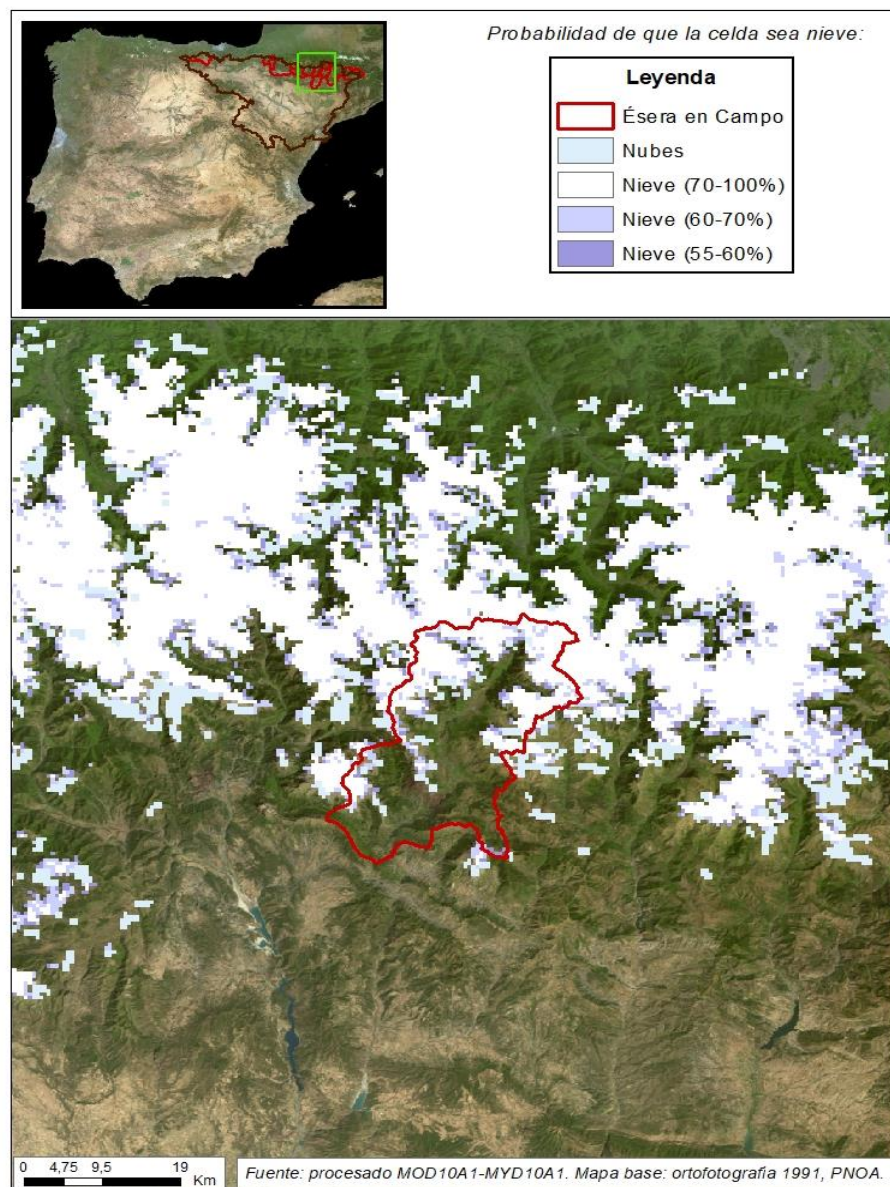 Probabilidad de que la celda sea nieve:
Leyenda
Ésera en Campo
Nubes
Nieve (70-100%)
Nieve (60-70%)
Nieve (55-60%)
0 4,75 9,5 19
Km
Fuente: procesado MOD10A1-MYD10A1. Mapa base: ortofotografia 1991, PNOA.